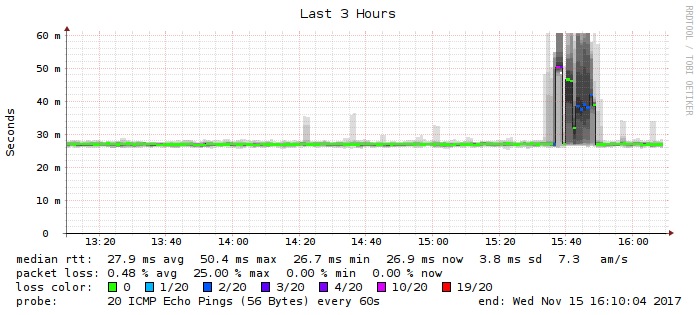 Last 3 Hours
RRDTOOL / TOBI OETIKER
Seconds
60 m
50 m
40 m
30 m
20 m
10 m
0
13:20 13:40 14:00 14:20 14:40 15:00 15:20 15:40 16:00
median rtt: 27.9 ms avg 50.4 ms max 26.7 ms min 26.9 ms now 3.8 ms sd 7.3 am/s
packet loss: 0.48 % avg 25.00 % max 0.00 % min 0.00 % now
loss color: 0 1/20 2/20 3/20 4/20 10/20 19/20
probe: 20 ICMP Echo Pings (56 Bytes) every 60s end: Wed Nov 15 16:10:04 2017